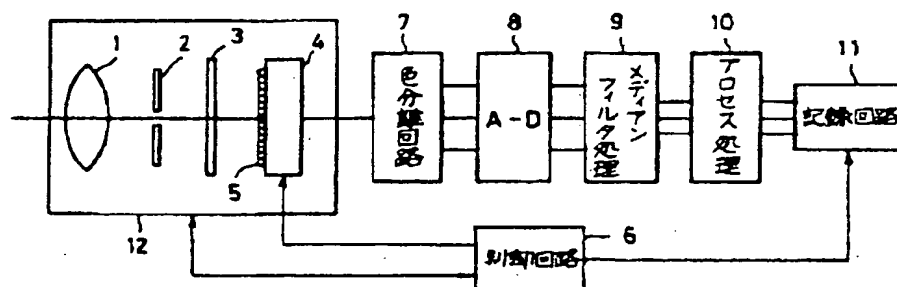 1
2
3
4
5
12
7
色分離回路
8
A-D
9
メディアン
フィルタ処理
10
プロセス処理
11
記録回路
6
制御回路